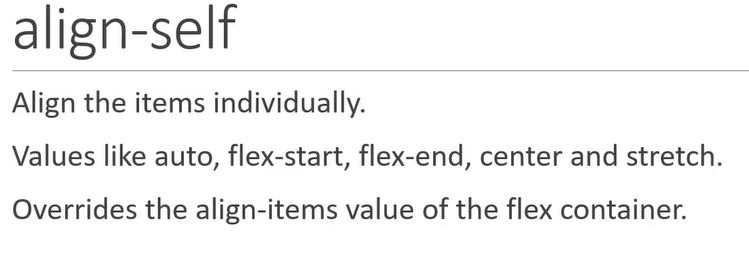 align-self
Align the items individually.
Values like auto, flex-start, flex-end, center and stretch.
Overrides the align-items value of the flex container.